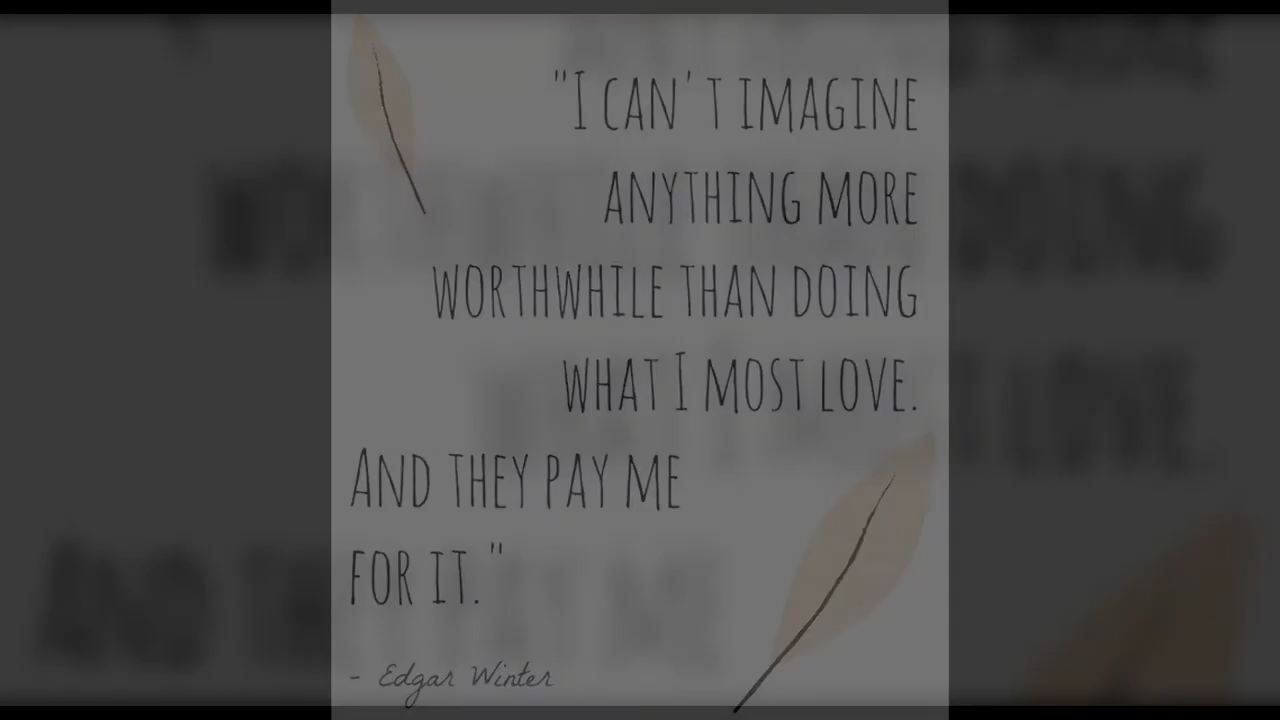 "I CAN'T IMAGINE
ANYTHING MORE
WORTHWHILE THAN DOING
WHAT I MOST LOVE.
AND THEY PAY ME
FOR IT."
- Edgar Winter